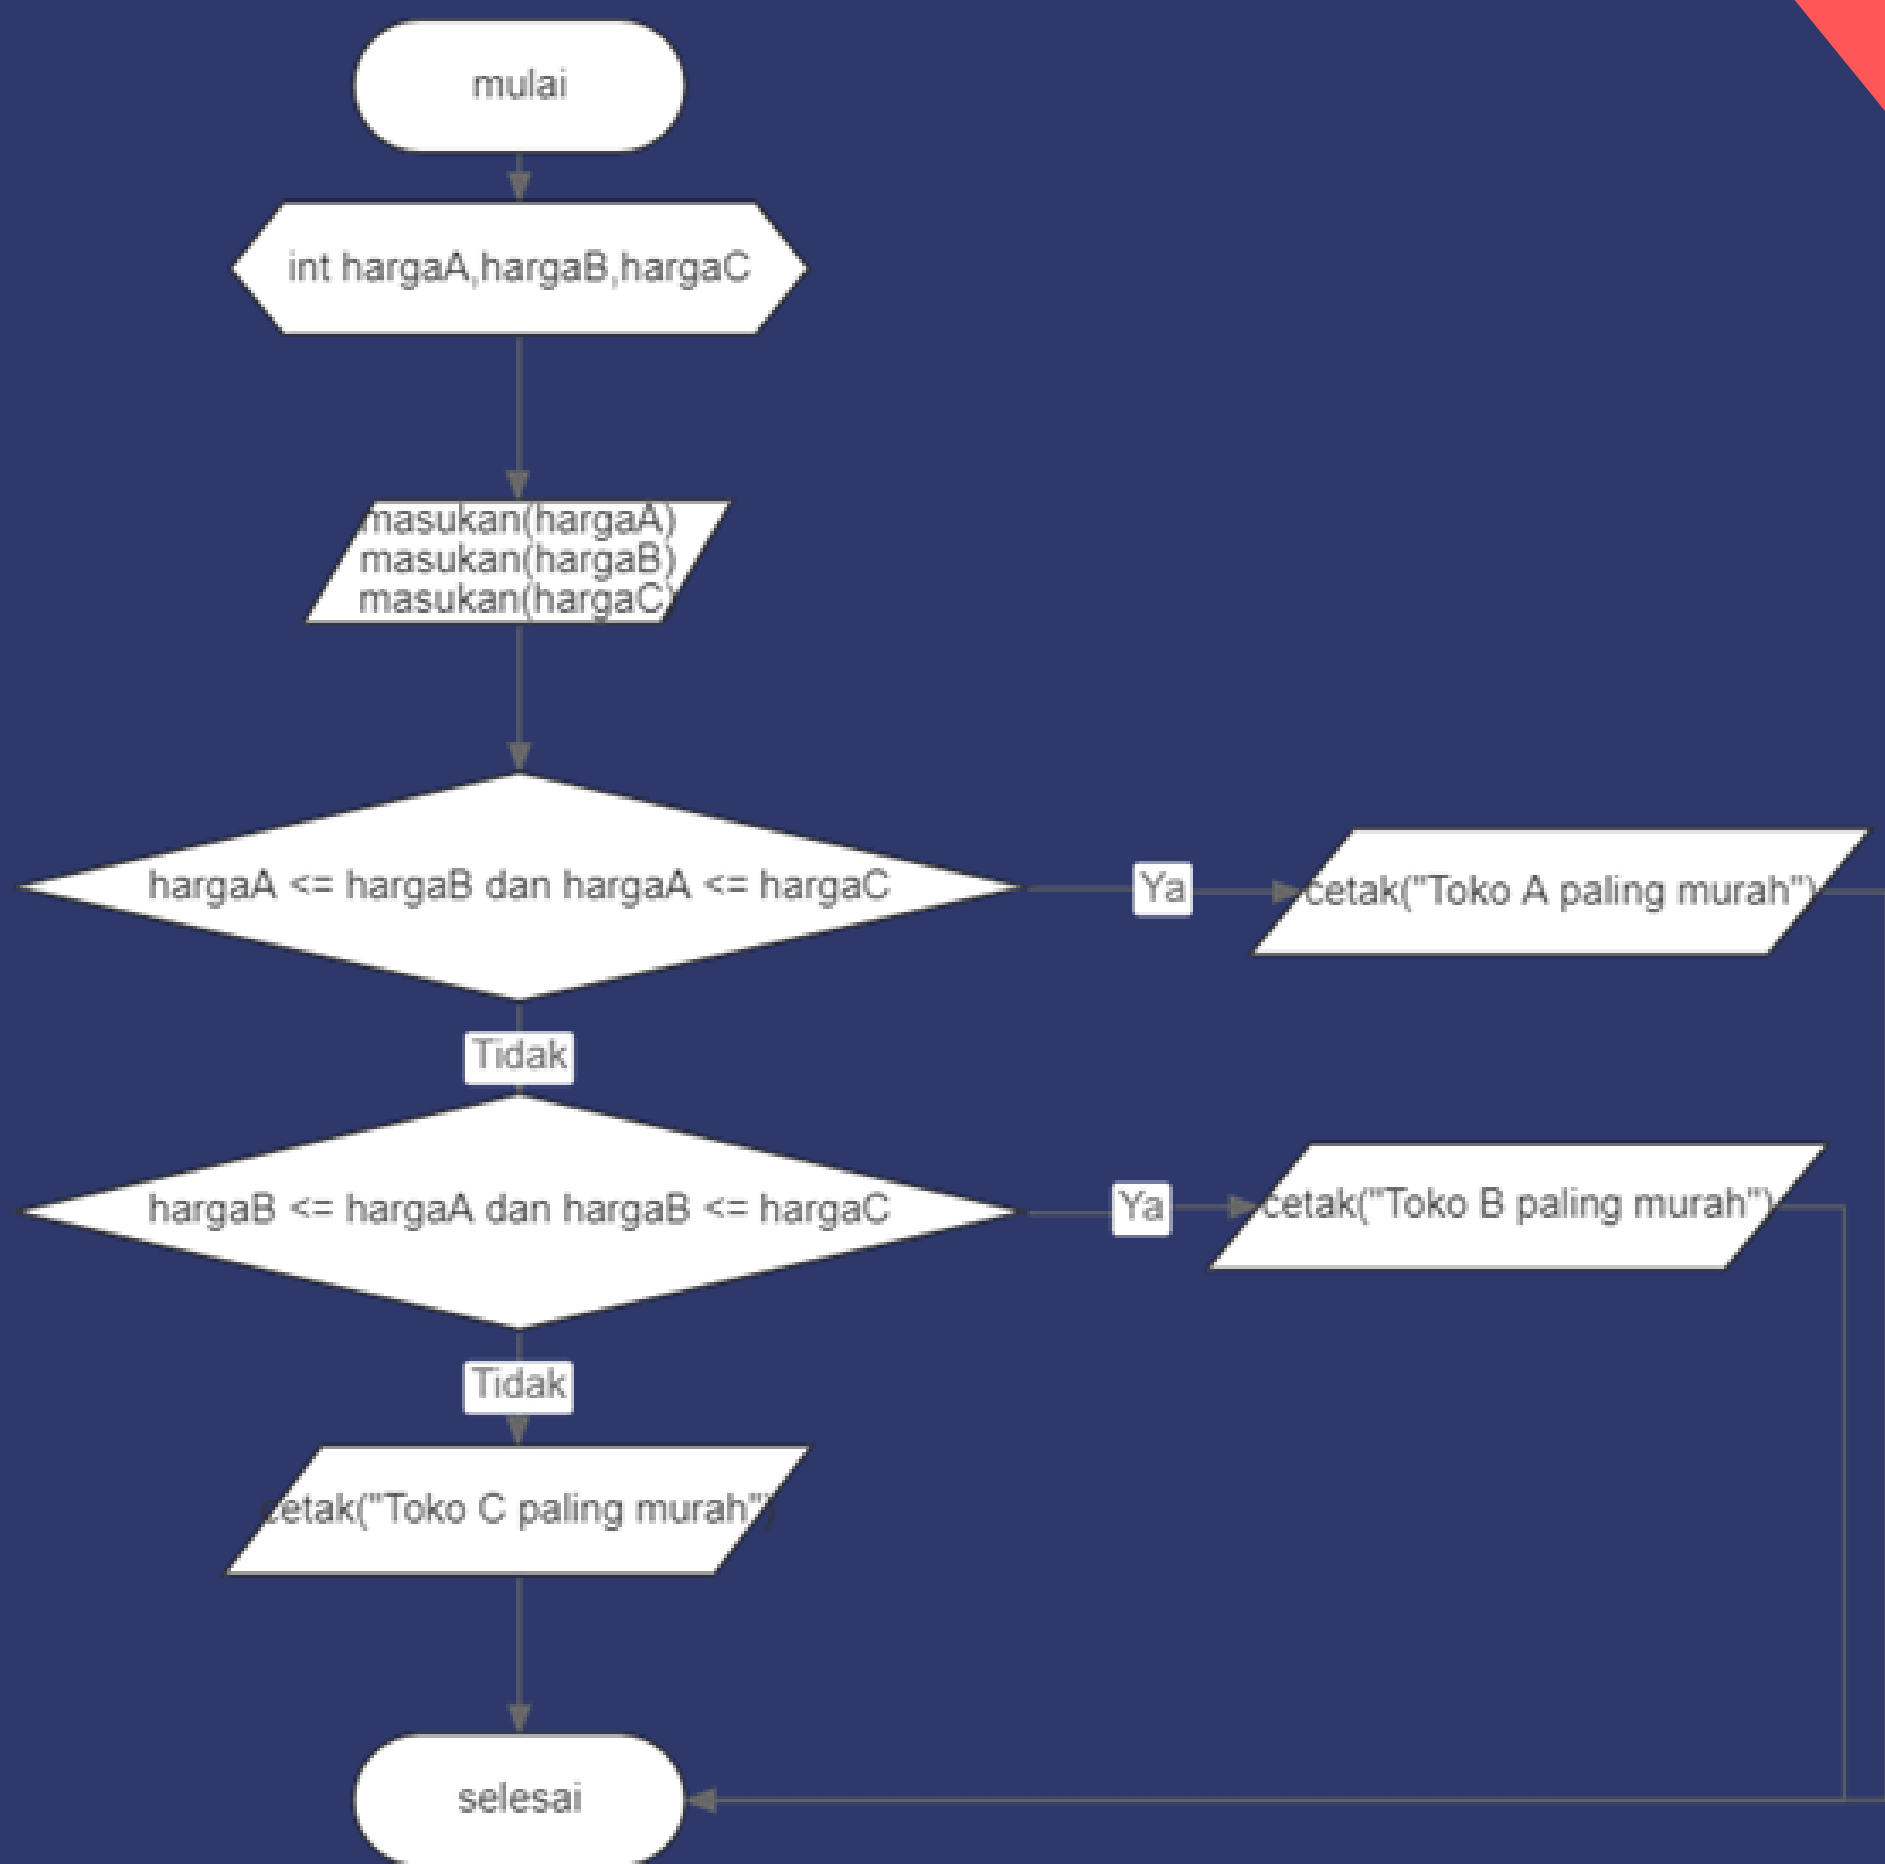 mulai
int hargaA,hargaB,hargaC
masukan(hargaA)
masukan(hargaB)
masukan(hargaC)
hargaA <= hargaB dan hargaA <= hargaC
Ya
cetak("Toko A paling murah")
Tidak
hargaB <= hargaA dan hargaB <= hargaC
Ya
cetak("Toko B paling murah")
Tidak
cetak("Toko C paling murah")
selesai